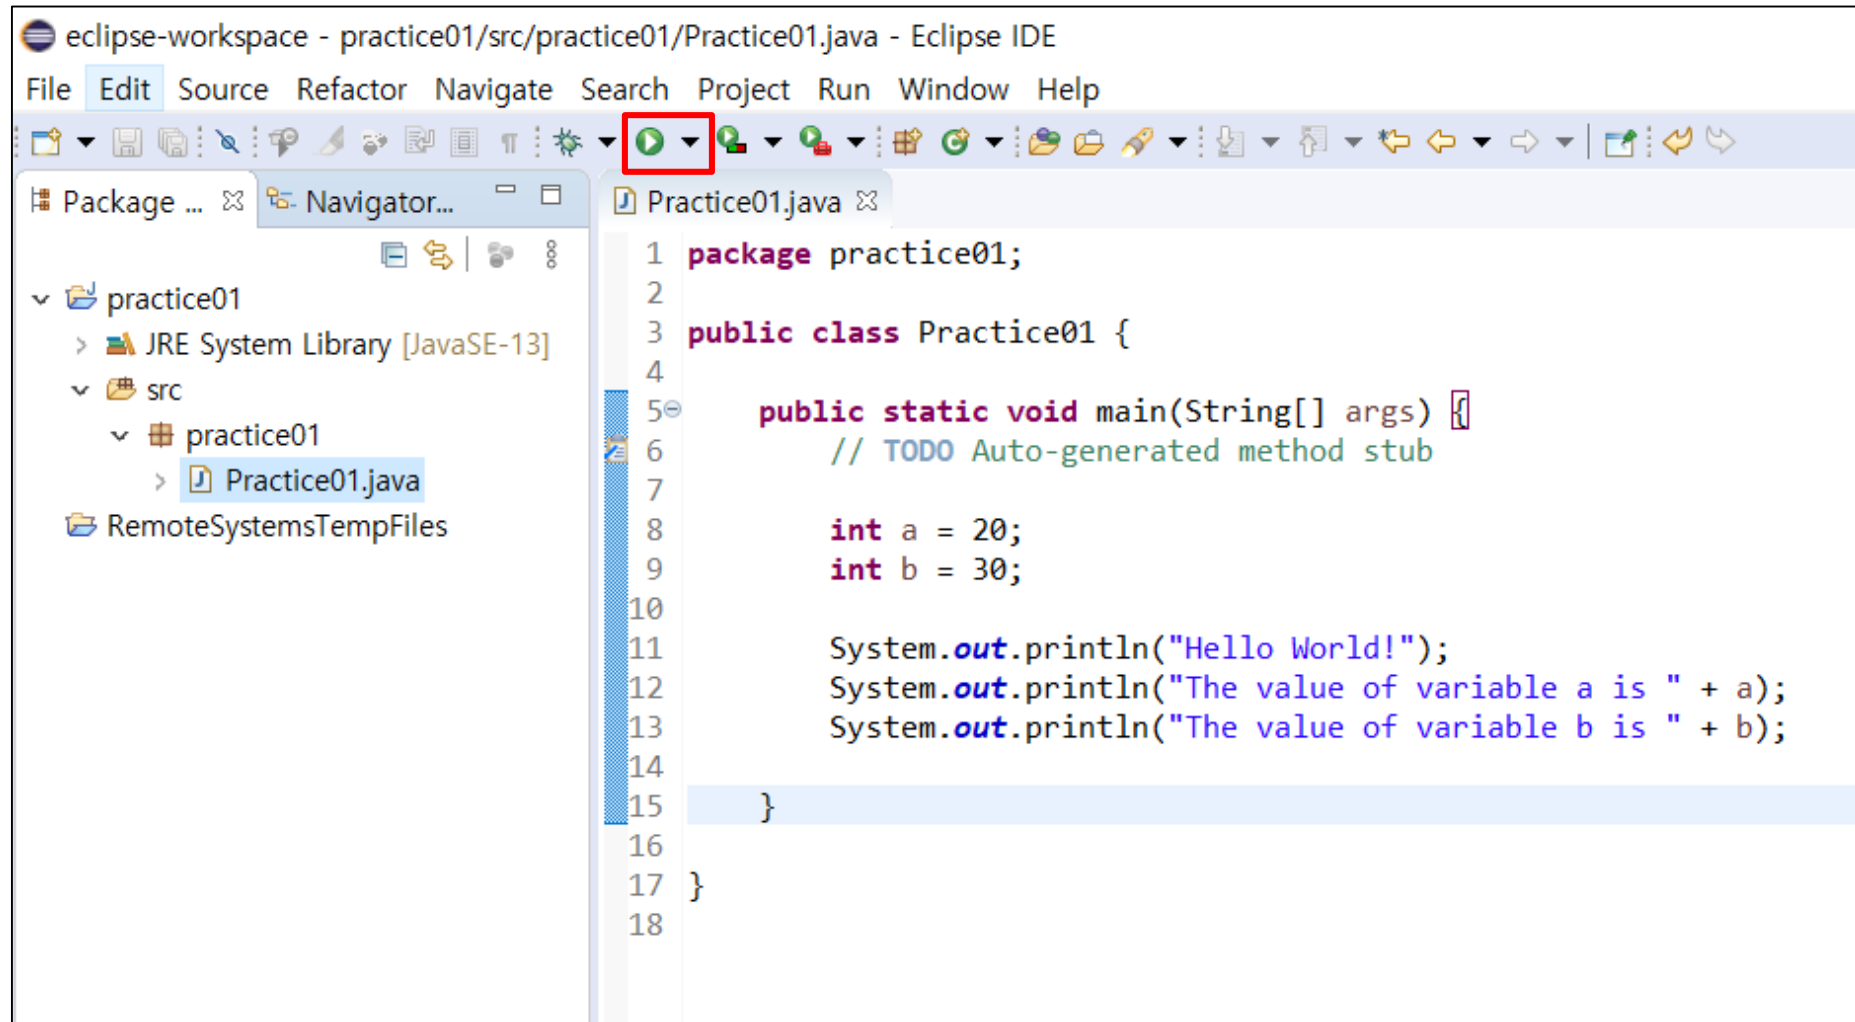 eclipse-workspace - practice01/src/practice01/Practice01.java - Eclipse IDE
File Edit Source Refactor Navigate Search Project Run Window Help
Package ... Navigator...
practice01
JRE System Library [JavaSE-13]
src
practice01
Practice01.java
RemoteSystemsTempFiles
Practice01.java
1 package practice01;
2
3 public class Practice01 {
4
5 public static void main(String[] args) {
6 // TODO Auto-generated method stub
7
8 int a = 20;
9 int b = 30;
10
11 System.out.println("Hello World!");
12 System.out.println("The value of variable a is " + a);
13 System.out.println("The value of variable b is " + b);
14
15 }
16
17 }
18